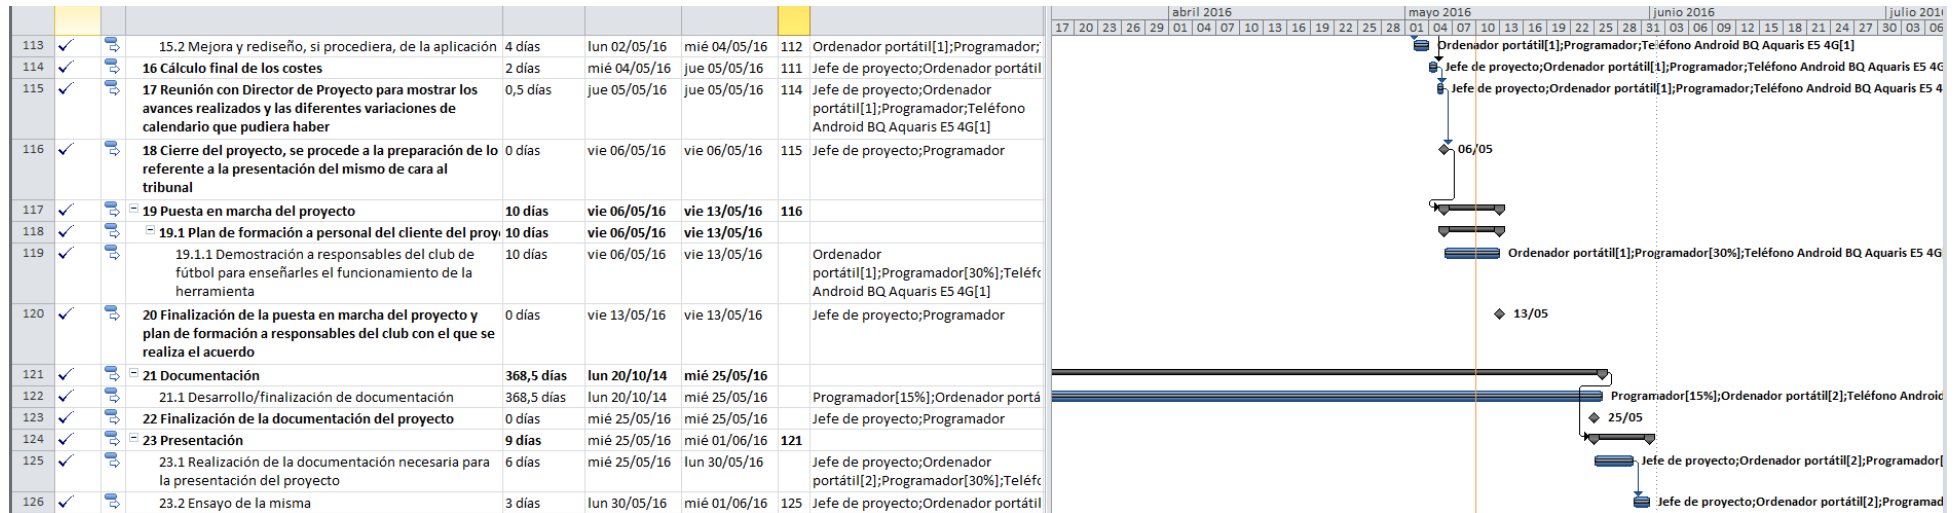 abril 2016 mayo 2016 junio 2016 julio 201
17 20 23 26 29 01 04 07 10 13 16 19 22 25 28 01 04 07 10 13 16 19 22 25 28 31 03 06 09 12 15 18 21 24 27 30 03 06
113 15.2 Mejora y rediseño, si procediera, de la aplicación 4 días lun 02/05/16 mié 04/05/16 112 Ordenador portátil[1];Programador; Ordenador portátil[1];Programador;Teléfono Android BQ Aquaris E5 4G[1]
114 16 Cálculo final de los costes 2 días mié 04/05/16 jue 05/05/16 111 Jefe de proyecto;Ordenador portátil Jefe de proyecto;Ordenador portátil[1];Programador;Teléfono Android BQ Aquaris E5 4G
115 17 Reunión con Director de Proyecto para mostrar los 0,5 días jue 05/05/16 jue 05/05/16 114 Jefe de proyecto;Ordenador Jefe de proyecto;Ordenador portátil[1];Programador;Teléfono Android BQ Aquaris E5 4
avances realizados y las diferentes variaciones de portátil[1];Programador;Teléfono
calendario que pudiera haber Android BQ Aquaris E5 4G[1]
116 18 Cierre del proyecto, se procede a la preparación de lo 0 días vie 06/05/16 vie 06/05/16 115 Jefe de proyecto;Programador 06/05
referente a la presentación del mismo de cara al
tribunal
117 19 Puesta en marcha del proyecto 10 días vie 06/05/16 vie 13/05/16 116
118 19.1 Plan de formación a personal del cliente del proy 10 días vie 06/05/16 vie 13/05/16
119 19.1.1 Demostración a responsables del club de 10 días vie 06/05/16 vie 13/05/16 Ordenador Ordenador portátil[1];Programador[30%];Teléfono Android BQ Aquaris E5 4G
fútbol para enseñarles el funcionamiento de la portátil[1];Programador[30%];Teléfo
herramienta Android BQ Aquaris E5 4G[1]
120 20 Finalización de la puesta en marcha del proyecto y 0 días vie 13/05/16 vie 13/05/16 Jefe de proyecto;Programador 13/05
plan de formación a responsables del club con el que se
realiza el acuerdo
121 21 Documentación 368,5 días lun 20/10/14 mié 25/05/16
122 21.1 Desarrollo/finalización de documentación 368,5 días lun 20/10/14 mié 25/05/16 Programador[15%];Ordenador portá Programador[15%];Ordenador portátil[2];Teléfono Android
123 22 Finalización de la documentación del proyecto 0 días mié 25/05/16 mié 25/05/16 Jefe de proyecto;Programador 25/05
124 23 Presentación 9 días mié 25/05/16 mié 01/06/16 121
125 23.1 Realización de la documentación necesaria para 6 días mié 25/05/16 lun 30/05/16 Jefe de proyecto;Ordenador Jefe de proyecto;Ordenador portátil[2];Programador[
la presentación del proyecto portátil[2];Programador[30%];Teléfo
126 23.2 Ensayo de la misma 3 días lun 30/05/16 mié 01/06/16 125 Jefe de proyecto;Ordenador portátil Jefe de proyecto;Ordenador portátil[2];Programad